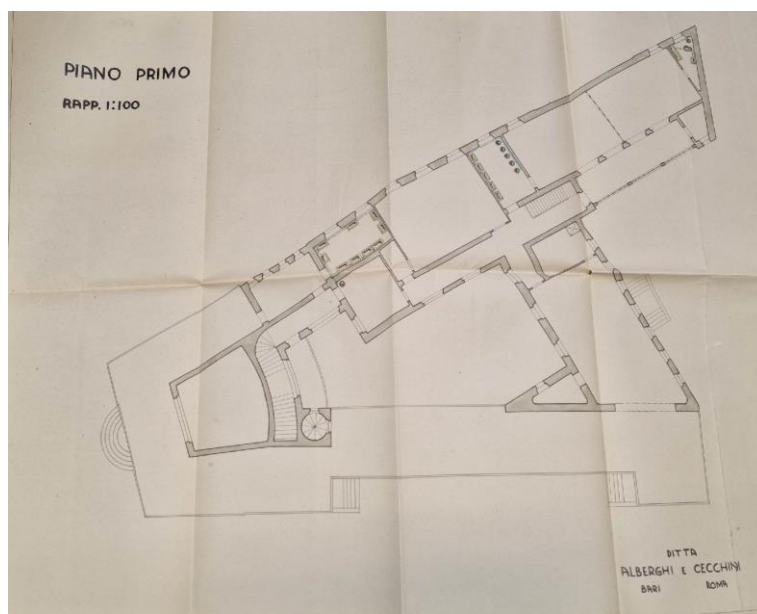 PIANO PRIMO
RAPP. 1:100
DITTA
ALBERGHI E CECCHINI
BARI ROMA